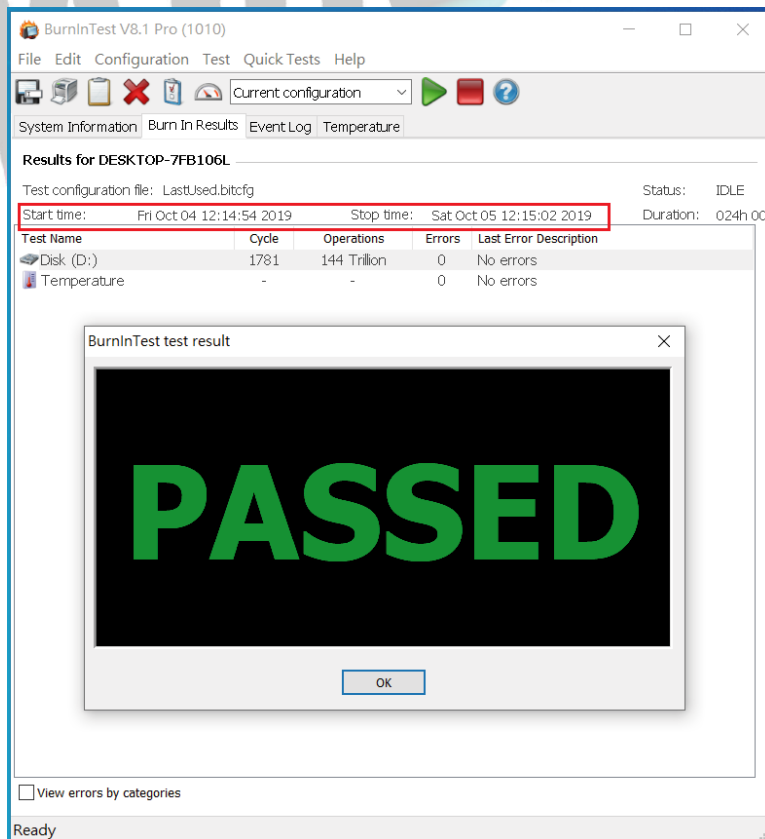 BurnInTest V8.1 Pro (1010)
File Edit Configuration Test Quick Tests Help
Current configuration
System Information Burn In Results Event Log Temperature
Results for DESKTOP-7FB106L
Test configuration file: LastUsed.bitcfg Status: IDLE
Start time: Fri Oct 04 12:14:54 2019 Stop time: Sat Oct 05 12:15:02 2019 Duration: 024h 00
Test Name Cycle Operations Errors Last Error Description
Disk (D:) 1781 144 Trillion 0 No errors
Temperature - - 0 No errors
BurnInTest test result
PASSED
OK
View errors by categories
Ready